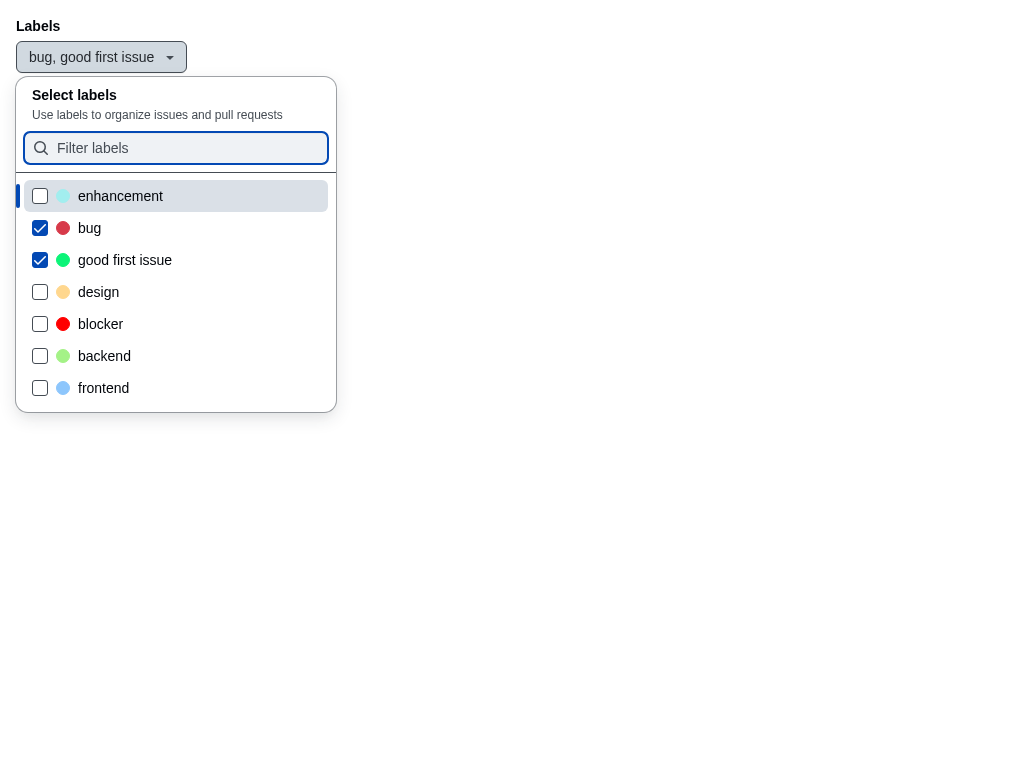 Labels
bug, good first issue
Select labels
Use labels to organize issues and pull requests
Filter labels
enhancement
bug
good first issue
design
blocker
backend
frontend